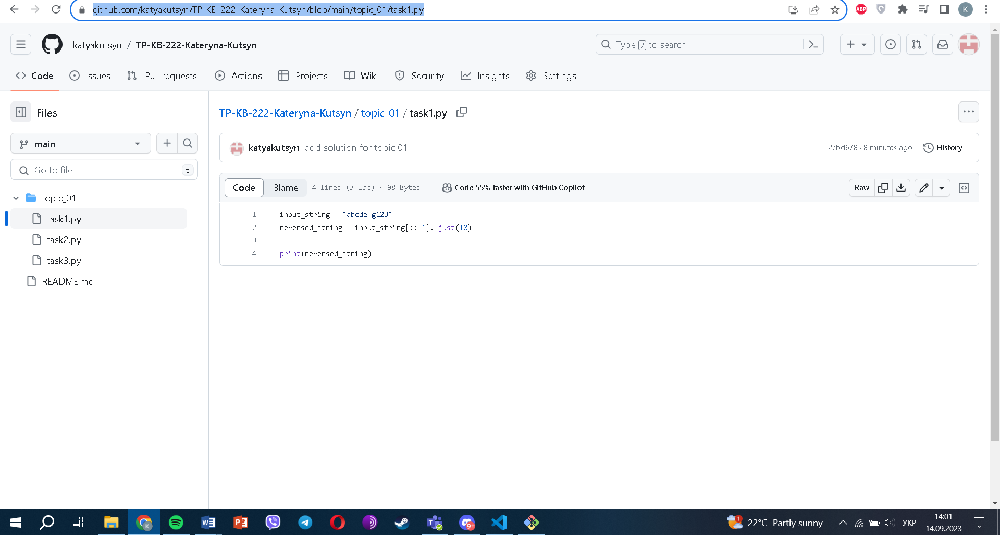 github.com/katyakutsyn/TP-KB-222-Kateryna-Kutsyn/blob/main/topic_01/task1.py
ABP
K
katyakutsyn / TP-KB-222-Kateryna-Kutsyn
Type / to search
Code Issues Pull requests Actions Projects Wiki Security Insights Settings
Files
TP-KB-222-Kateryna-Kutsyn / topic_01 / task1.py
main
katyakutsyn add solution for topic 01
2cbd678 · 8 minutes ago
History
Go to file
t
Code Blame 4 lines (3 loc) · 98 Bytes Code 55% faster with GitHub Copilot
Raw
topic_01
task1.py
task2.py
task3.py
README.md
1 input_string = "abcdefg123"
2 reversed_string = input_string[::-1].ljust(10)
3
4 print(reversed_string)
K
W
P
9+
1
22°C Partly sunny
УКР
14:01
14.09.2023